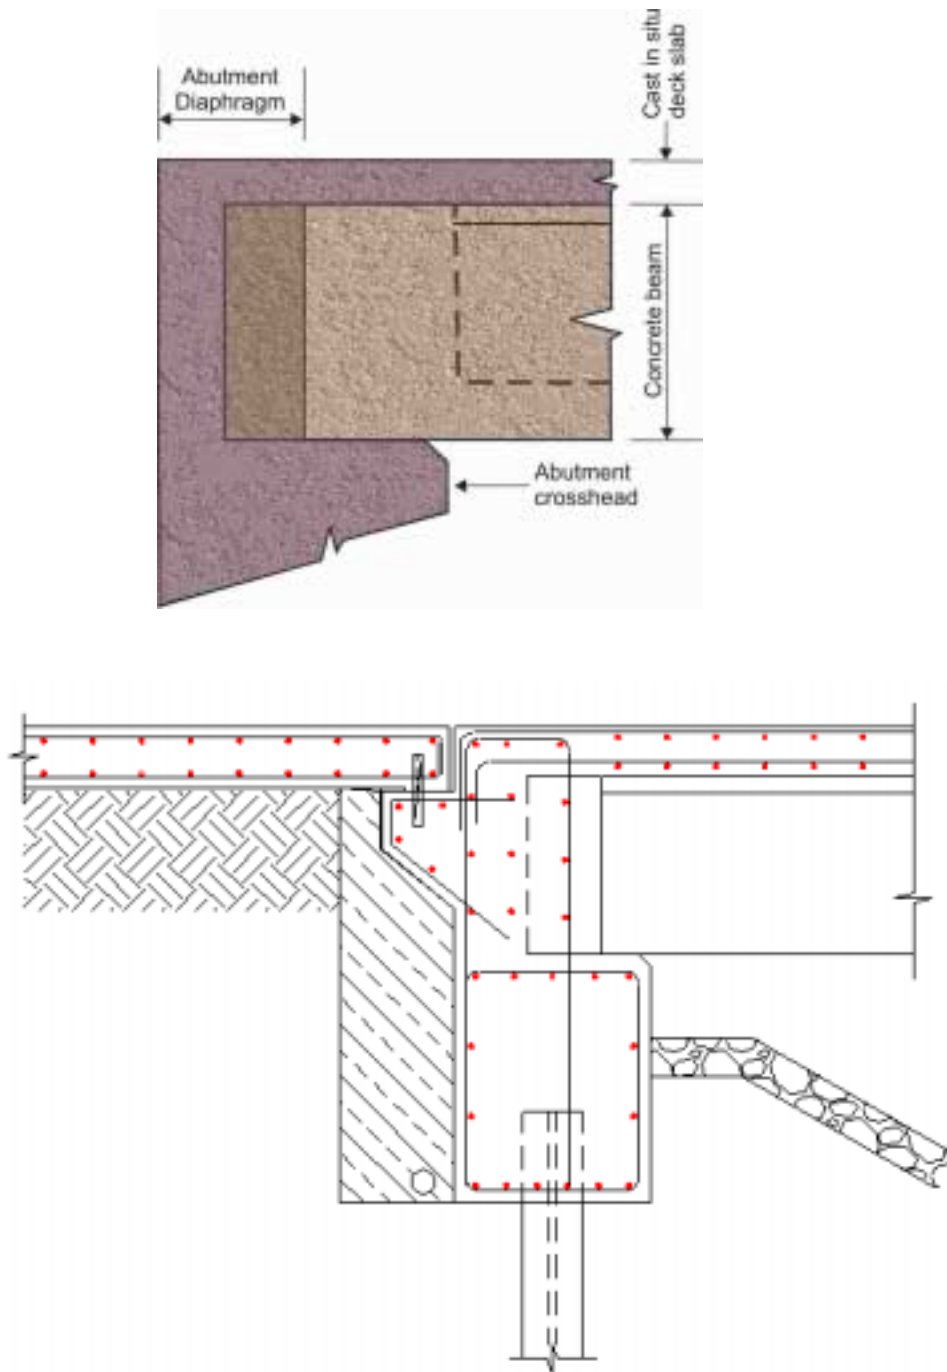 Abutment
Diaphragm
Cast in situ
deck slab
Concrete beam
Abutment
crosshead